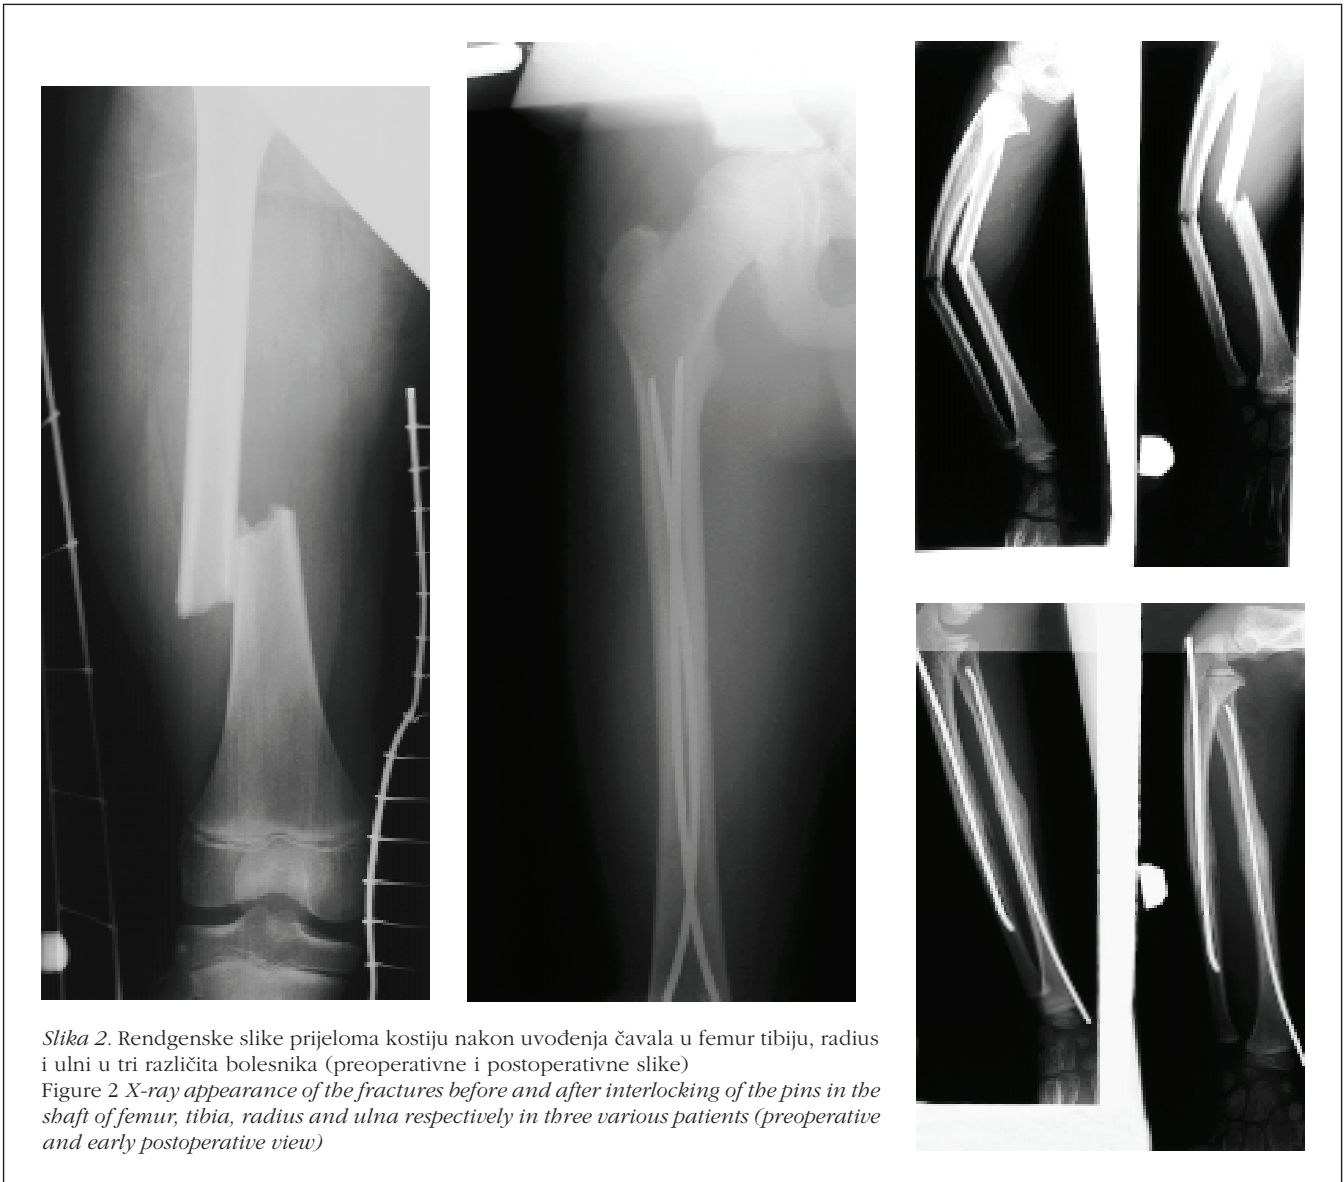 Slika 2. Rendgenske slike prijeloma kostiju nakon uvođenja čavala u femur tibiju, radius
i ulni u tri različita bolesnika (preoperativne i postoperativne slike)
Figure 2 X-ray appearance of the fractures before and after interlocking of the pins in the
shaft of femur, tibia, radius and ulna respectively in three various patients (preoperative
and early postoperative view)